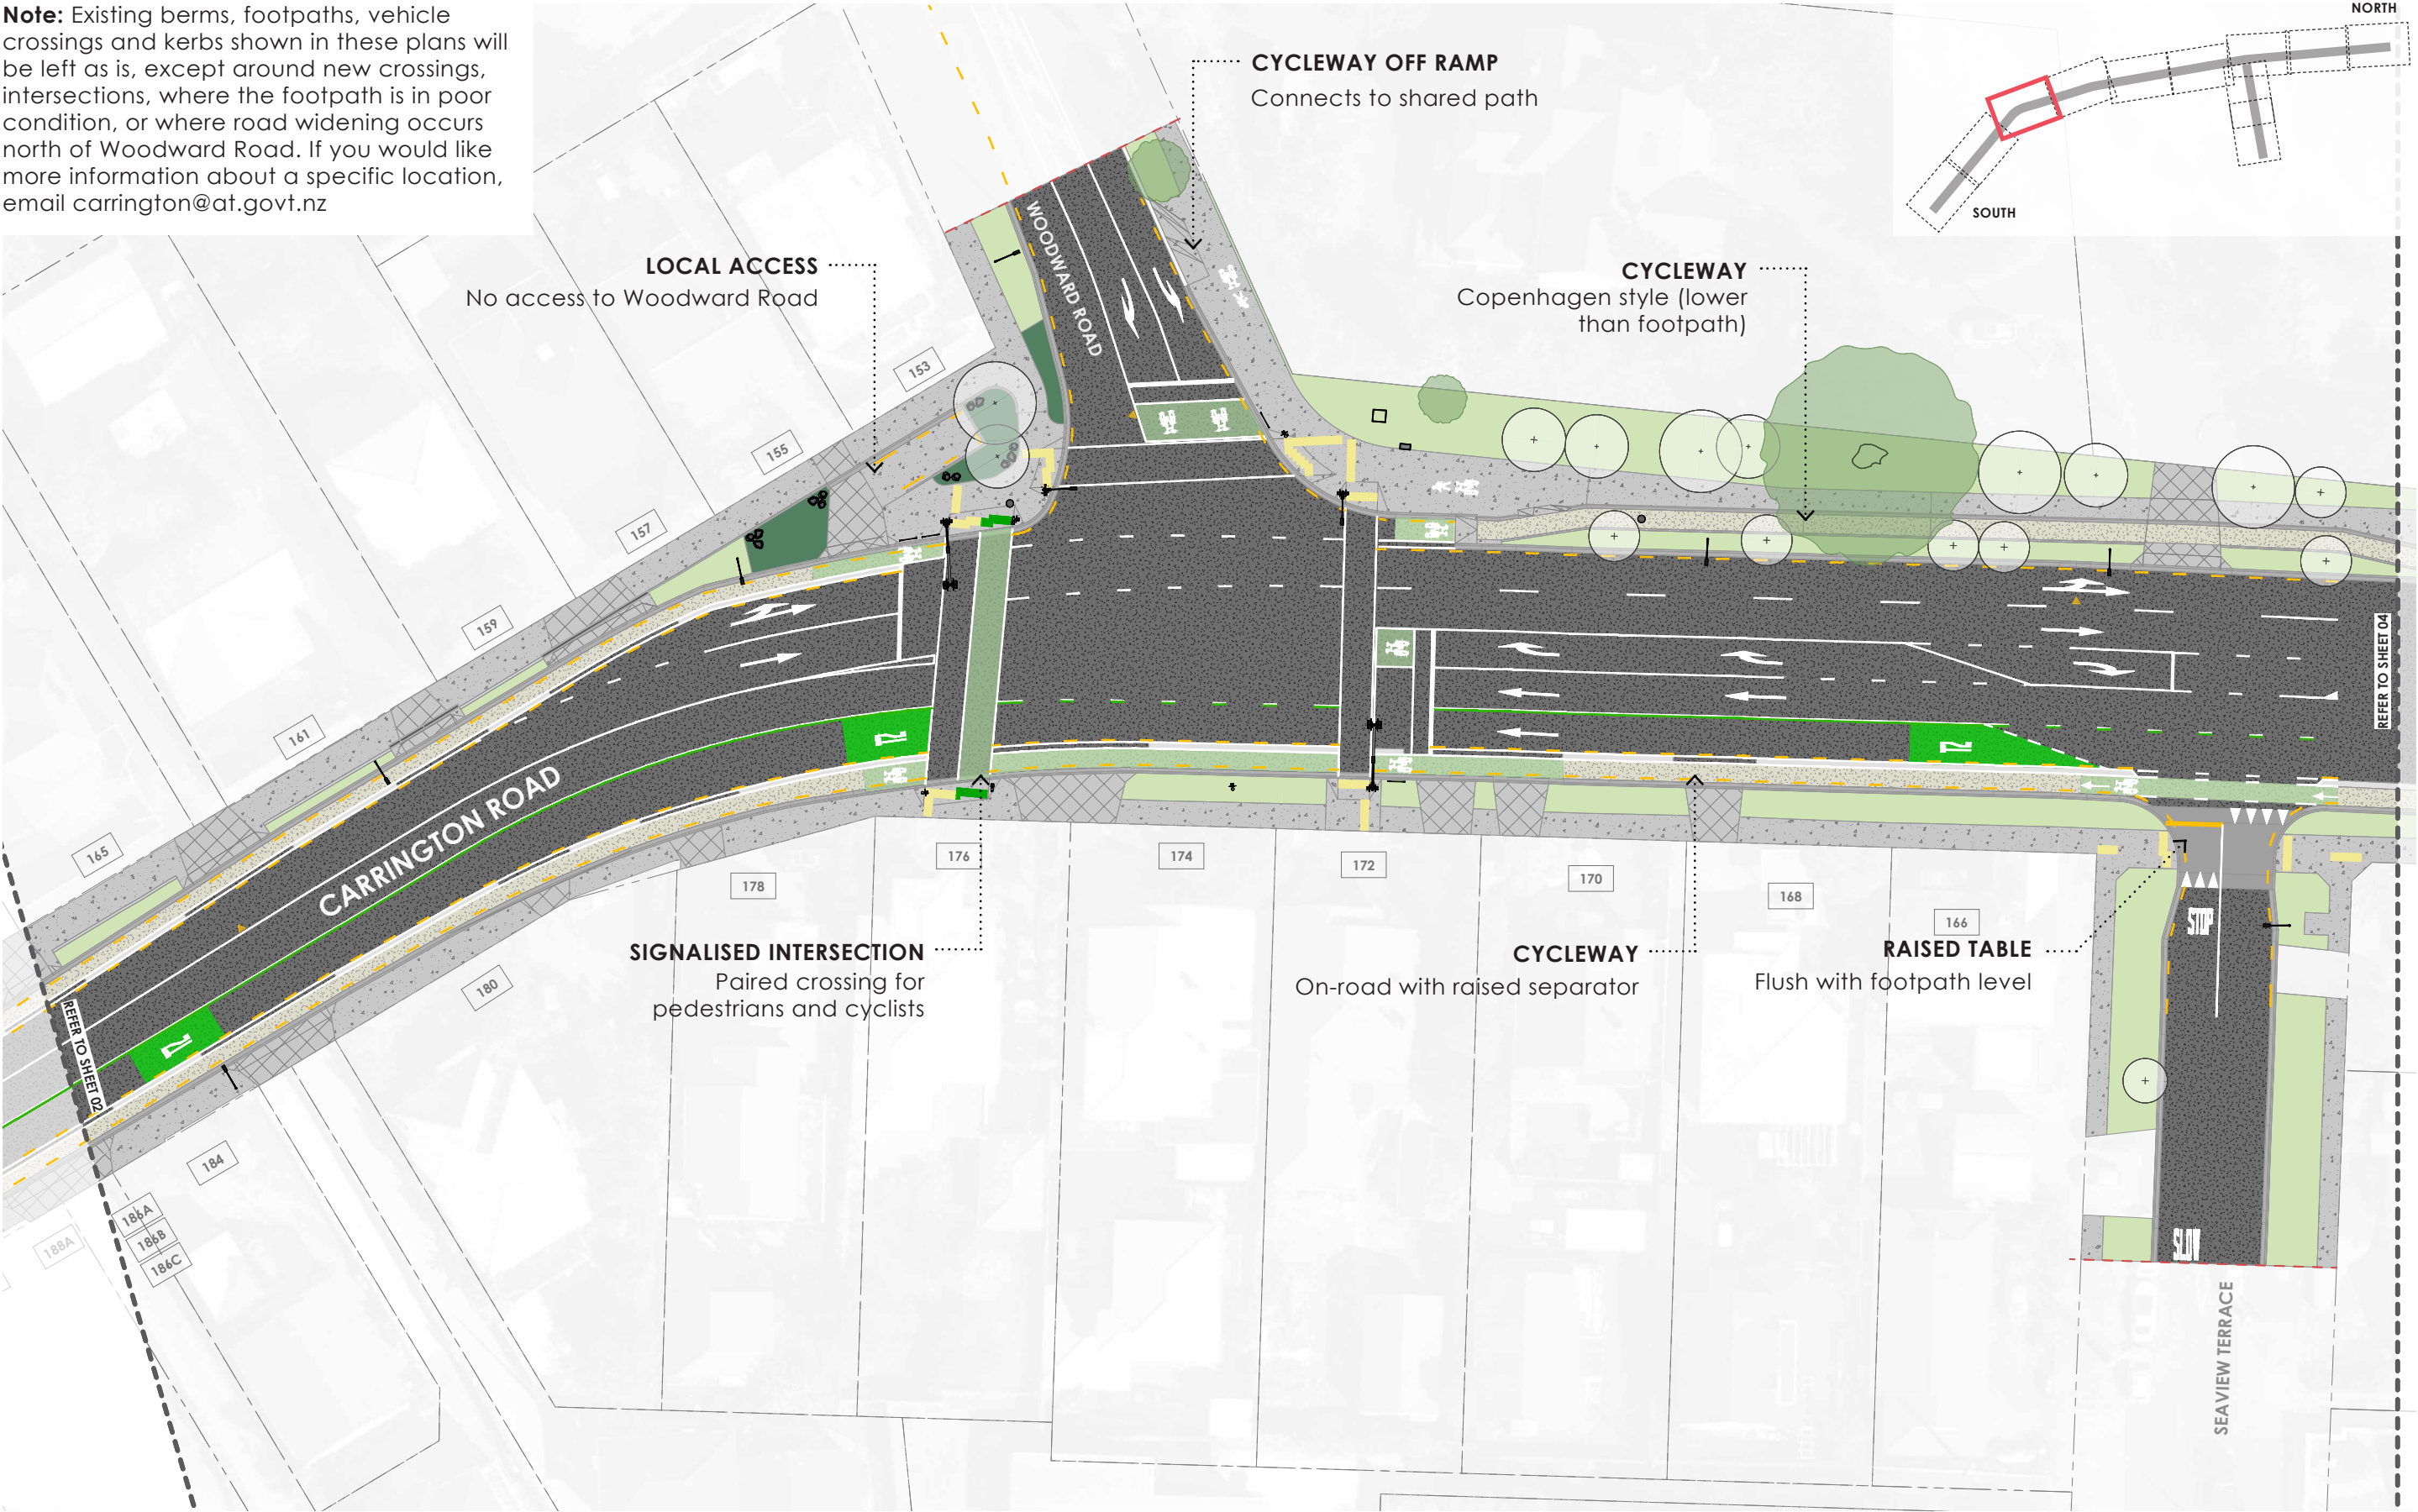 Note: Existing berms, footpaths, vehicle
crossings and kerbs shown in these plans will
be left as is, except around new crossings,
intersections, where the footpath is in poor
condition, or where road widening occurs
north of Woodward Road. If you would like
more information about a specific location,
email carrington@at.govt.nz
NORTH
SOUTH
CYCLEWAY OFF RAMP
Connects to shared path
WOODWARD ROAD
LOCAL ACCESS
No access to Woodward Road
CYCLEWAY
Copenhagen style (lower
than footpath)
153
155
157
159
161
165
CARRINGTON ROAD
REFER TO SHEET 04
REFER TO SHEET 02
176
174
172
170
168
166
178
180
184
186A
186B
186C
188A
SIGNALISED INTERSECTION
Paired crossing for
pedestrians and cyclists
CYCLEWAY
On-road with raised separator
RAISED TABLE
Flush with footpath level
STOP
SLOW
SEAVIEW TERRACE